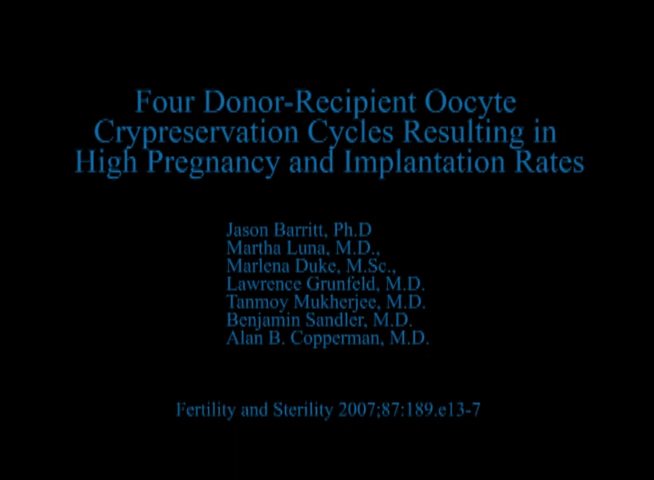 Four Donor-Recipient Oocyte
Crypreservation Cycles Resulting in
High Pregnancy and Implantation Rates
Jason Barritt, Ph.D
Martha Luna, M.D.,
Marlena Duke, M.Sc.,
Lawrence Grunfeld, M.D.
Tanmoy Mukherjee, M.D.
Benjamin Sandler, M.D.
Alan B. Copperman, M.D.
Fertility and Sterility 2007;87:189.e13-7